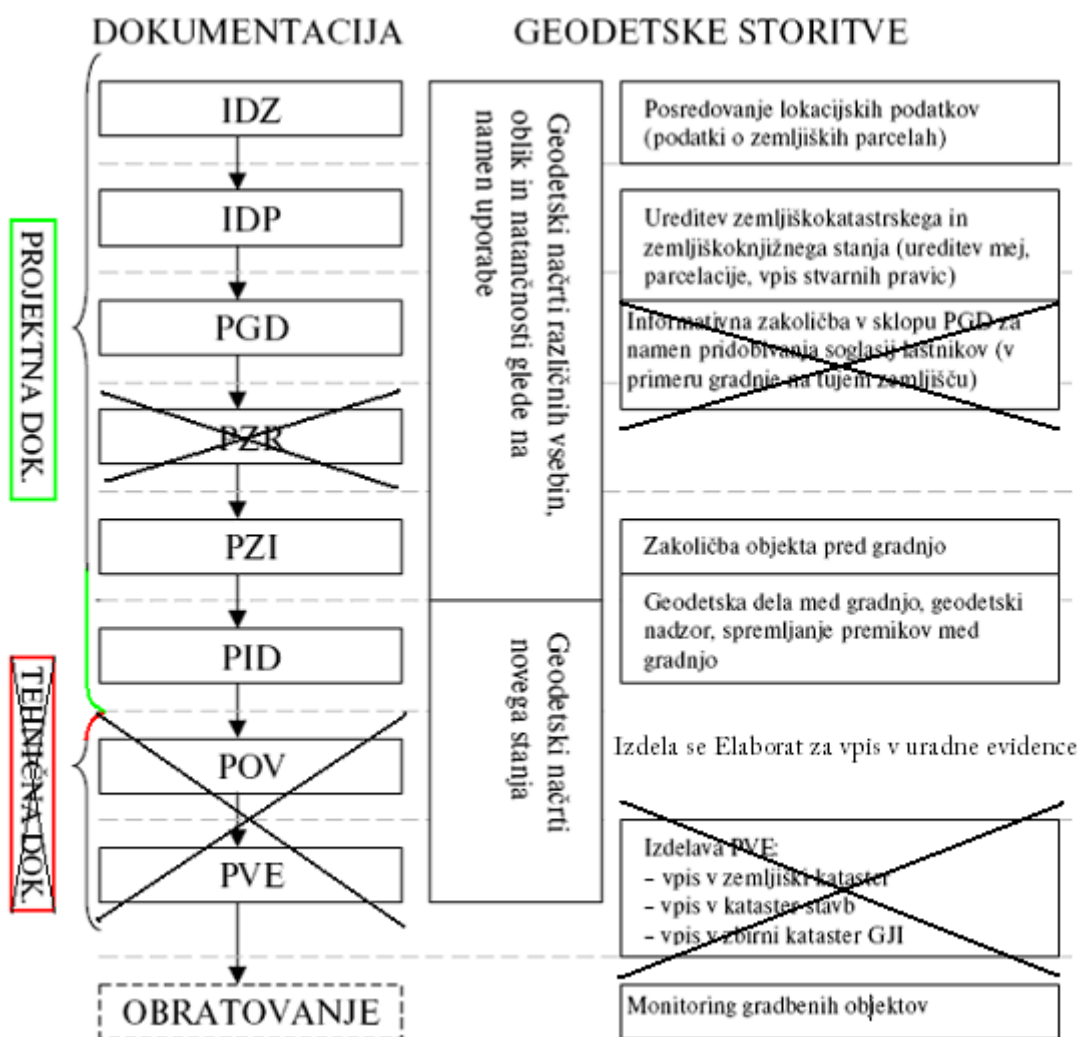 DOKUMENTACIJA
GEODETSKE STORITVE
PROJEKTNA DOK.
TEHNIČNA DOK.
IDZ
IDP
PGD
PZR
PZI
PID
POV
PVE
OBRATOVANJE
Geodetski načrti različnih vsebin,
oblik in natančnosti glede na
namen uporabe
Geodetski načrti
novega stanja
Posredovanje lokacijskih podatkov
(podatki o zemljiških parcelah)
Ureditev zemljiškokatastrskega in
zemljiškoknjižnega stanja (ureditev mej,
parcelacije, vpis stvarnih pravic)
Informativna zakoličba v sklopu PGD za
namen pridobivanja soglasij lastnikov (v
primeru gradnje na tujem zemljišču)
Zakoličba objekta pred gradnjo
Geodetska dela med gradnjo, geodetski
nadzor, spremljanje premikov med
gradnjo
Izdela se Elaborat za vpis v uradne evidence
Izdelava PVE:
– vpis v zemljiški kataster
– vpis v kataster stavb
– vpis v zbirni kataster GJI
Monitoring gradbenih objektov